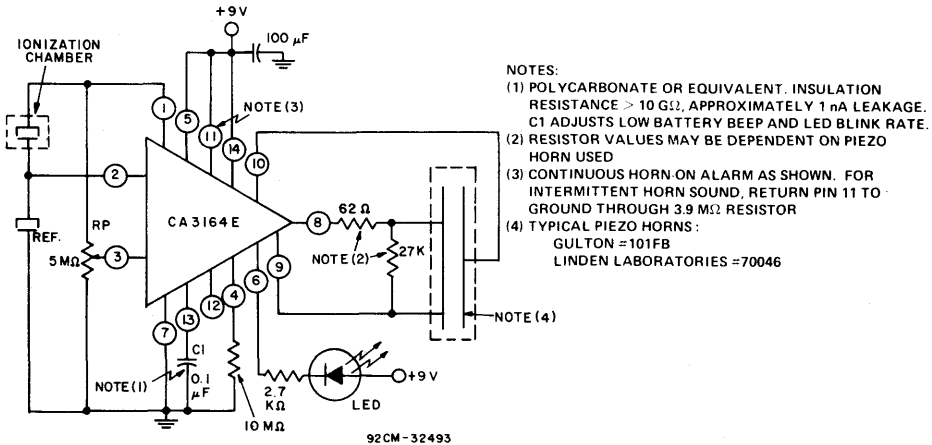 +9V
100 µF
IONIZATION
CHAMBER
NOTE (3)
1
5
11
14
10
2
CA3164E
8
62 Ω
REF.
RP
5 MΩ
3
NOTE (2)
27K
9
6
4
12
13
7
C1
0.1
µF
NOTE (1)
10 MΩ
2.7
KΩ
LED
+9 V
NOTE (4)
92CM-32493
NOTES:
(1) POLYCARBONATE OR EQUIVALENT. INSULATION
RESISTANCE > 10 GΩ, APPROXIMATELY 1 nA LEAKAGE.
C1 ADJUSTS LOW BATTERY BEEP AND LED BLINK RATE.
(2) RESISTOR VALUES MAY BE DEPENDENT ON PIEZO
HORN USED
(3) CONTINUOUS HORN-ON ALARM AS SHOWN. FOR
INTERMITTENT HORN SOUND, RETURN PIN 11 TO
GROUND THROUGH 3.9 MΩ RESISTOR
(4) TYPICAL PIEZO HORNS:
GULTON =101FB
LINDEN LABORATORIES =70046